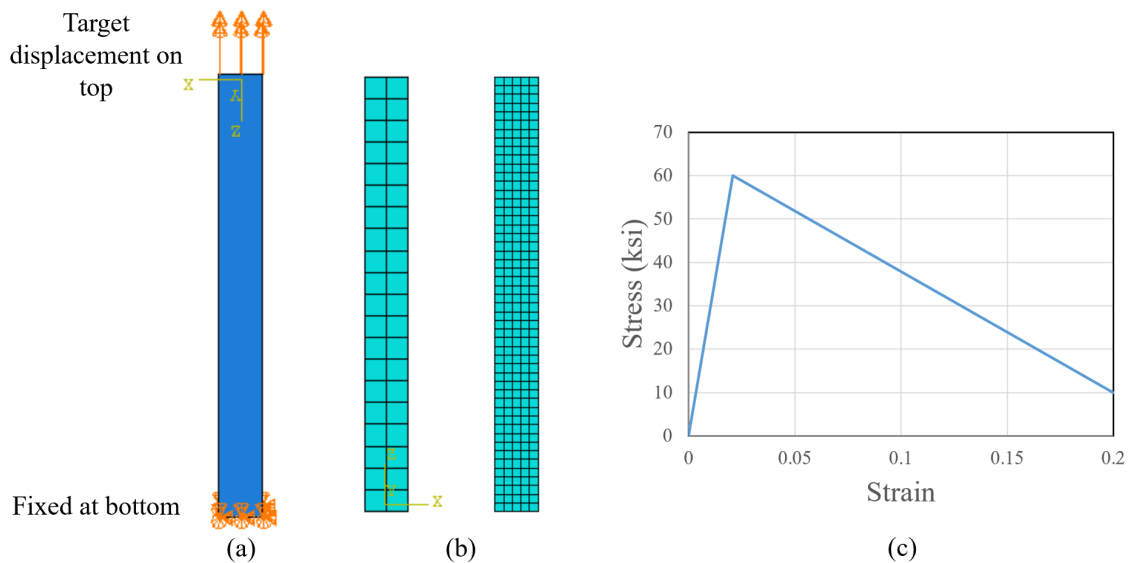 Target
displacement on
top
X
Y
Z
Fixed at bottom
(a)
Z
Y
X
(b)
Stress (ksi)
70
60
50
40
30
20
10
0
0 0.05 0.1 0.15 0.2
Strain
(c)